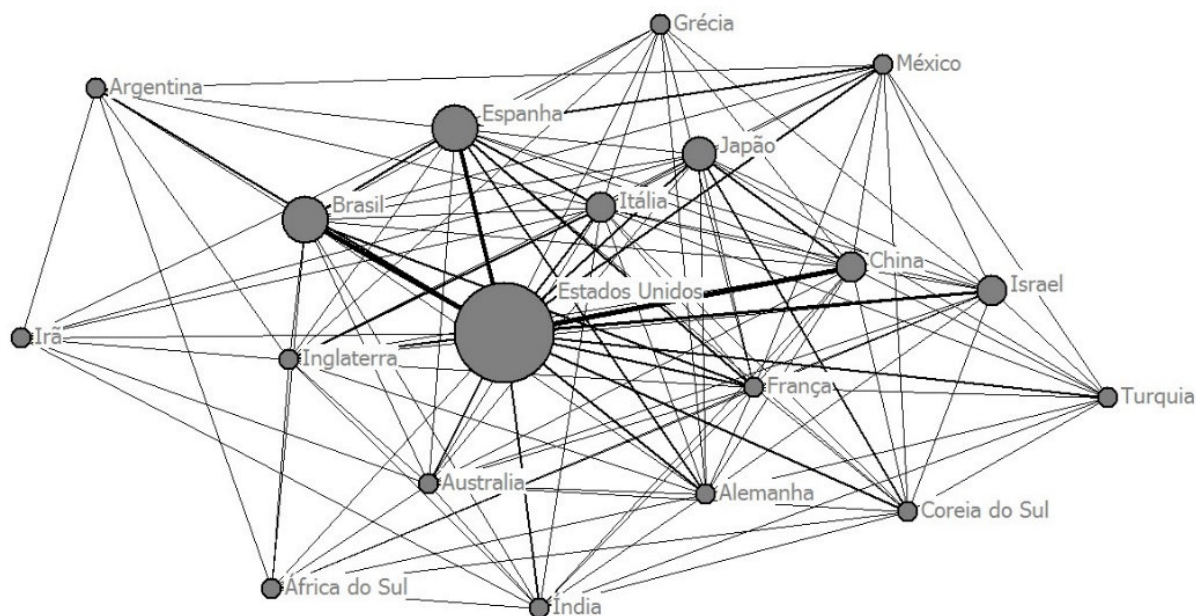 Grécia
México
Argentina
Espanha
Japão
Brasil
Itália
China
Estados Unidos
Israel
Irã
Inglaterra
França
Turquia
Australia
Alemanha
Coreia do Sul
África do Sul
Índia